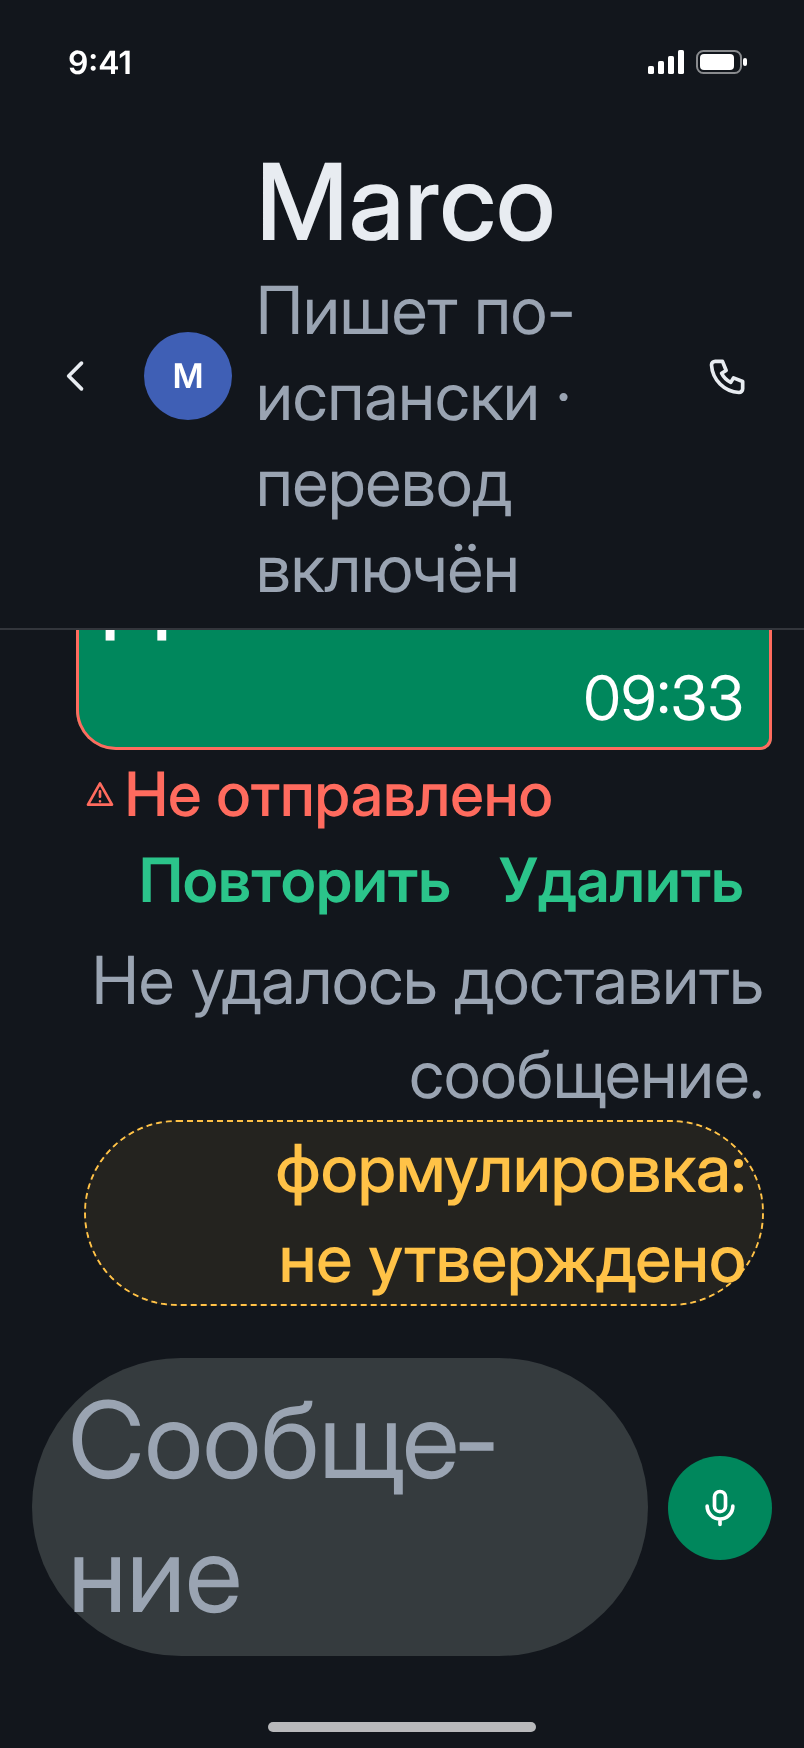 9:41
Marco
Пишет по-
испански ·
перевод
включён
M
09:33
Не отправлено
Повторить Удалить
Не удалось доставить
сообщение.
формулировка:
не утверждено
Сообще-
ние